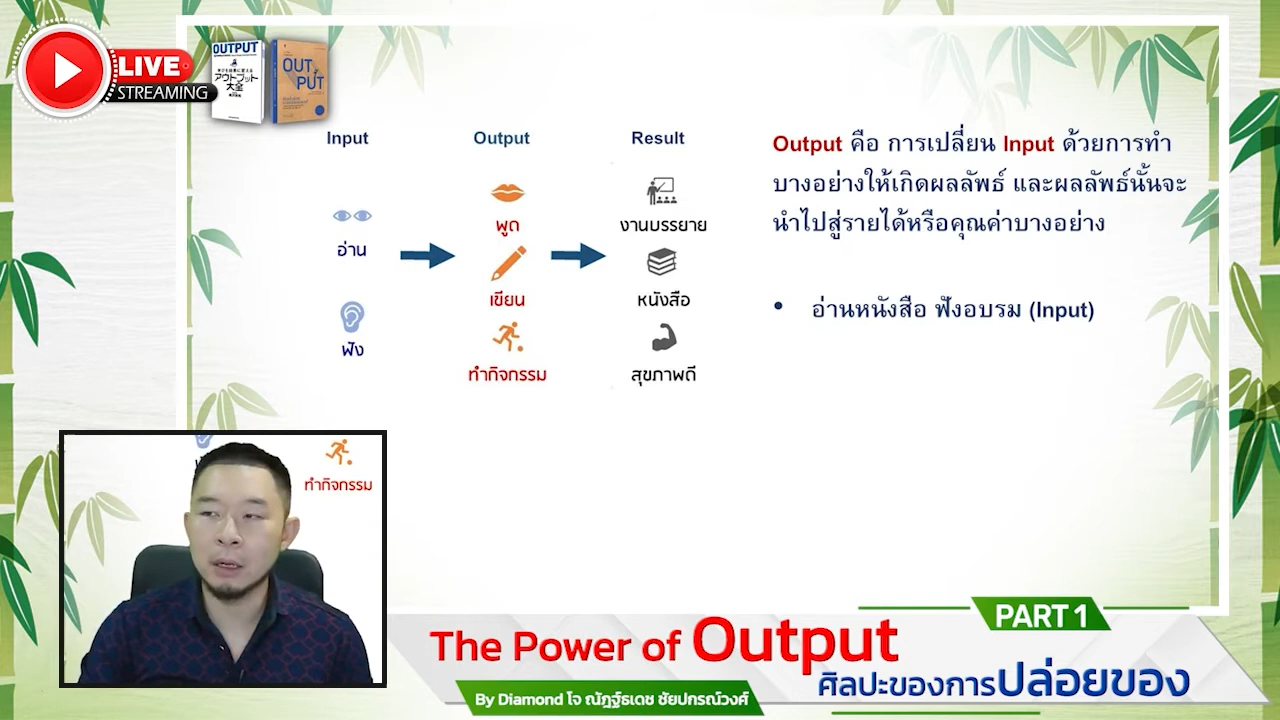 LIVE
STREAMING
OUTPUT
アウトプット
大全
OUT
PUT
Input
Output
Result
อ่าน
ฟัง
พูด
เขียน
ทำกิจกรรม
งานบรรยาย
หนังสือ
สุขภาพดี
Output คือ การเปลี่ยน Input ด้วยการทำ
บางอย่างให้เกิดผลลัพธ์ และผลลัพธ์นั้นจะ
นำไปสู่รายได้หรือคุณค่าบางอย่าง
• อ่านหนังสือ ฟังอบรม (Input)
ทำกิจกรรม
PART 1
The Power of Output
ศิลปะของการปล่อยของ
By Diamond โจ ณัฏฐ์ธเดช ชัยปกรณ์วงศ์